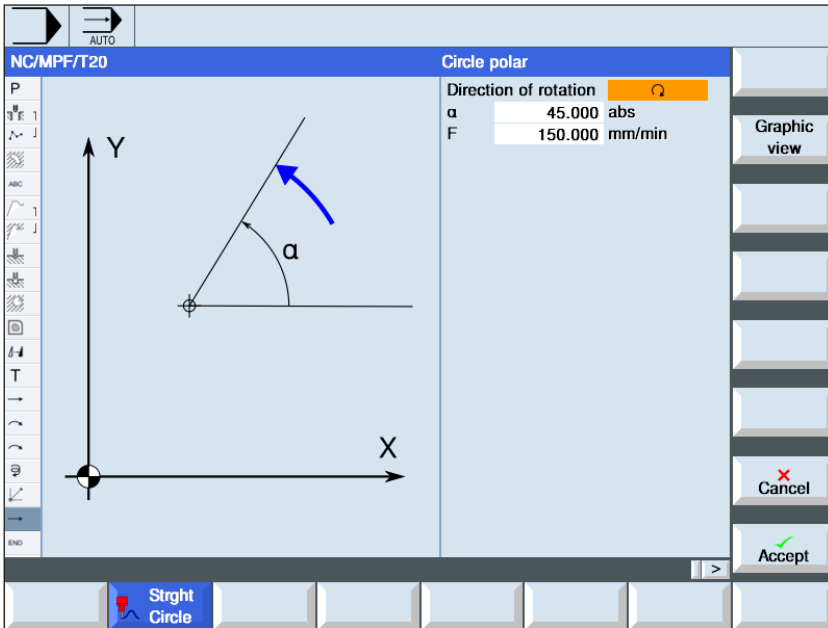 AUTO
NC/MPF/T20
Circle polar
P
ABC
T
END
Y
α
X
Direction of rotation
α 45.000 abs
F 150.000 mm/min
Graphic
view
Cancel
Accept
>
Strght
Circle